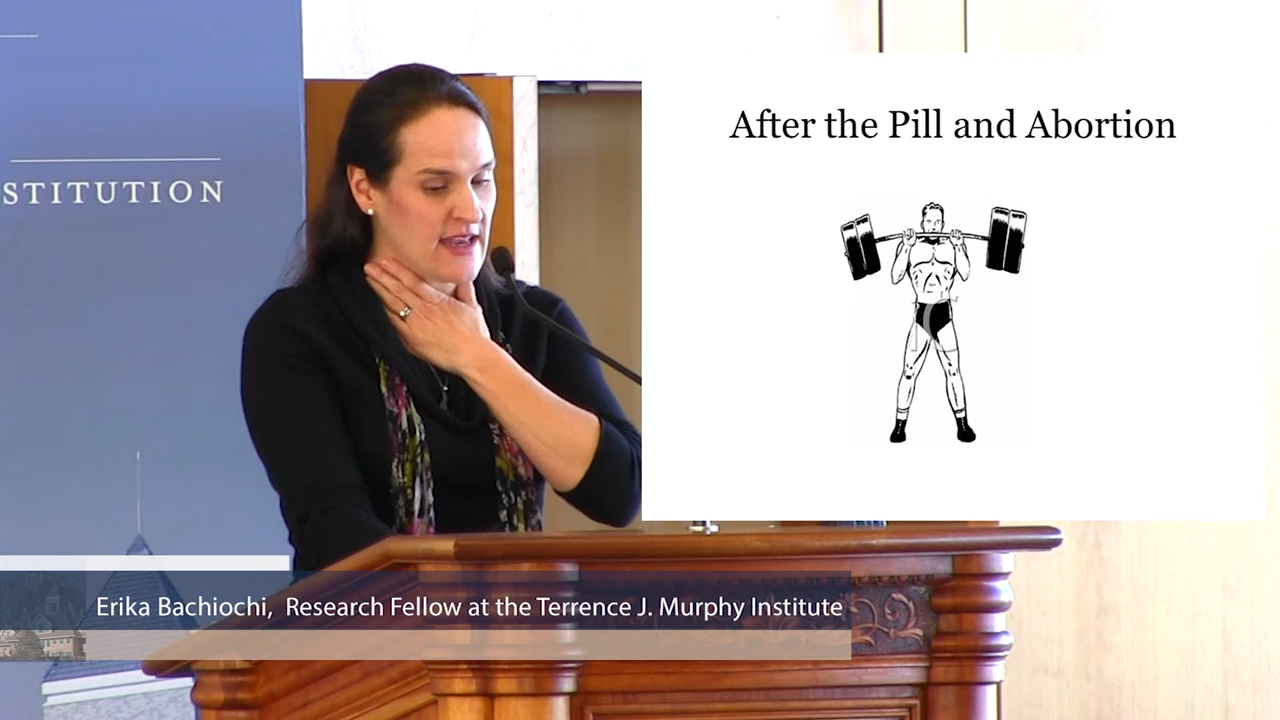 STITUTION
After the Pill and Abortion
Erika Bachiochi, Research Fellow at the Terrence J. Murphy Institute